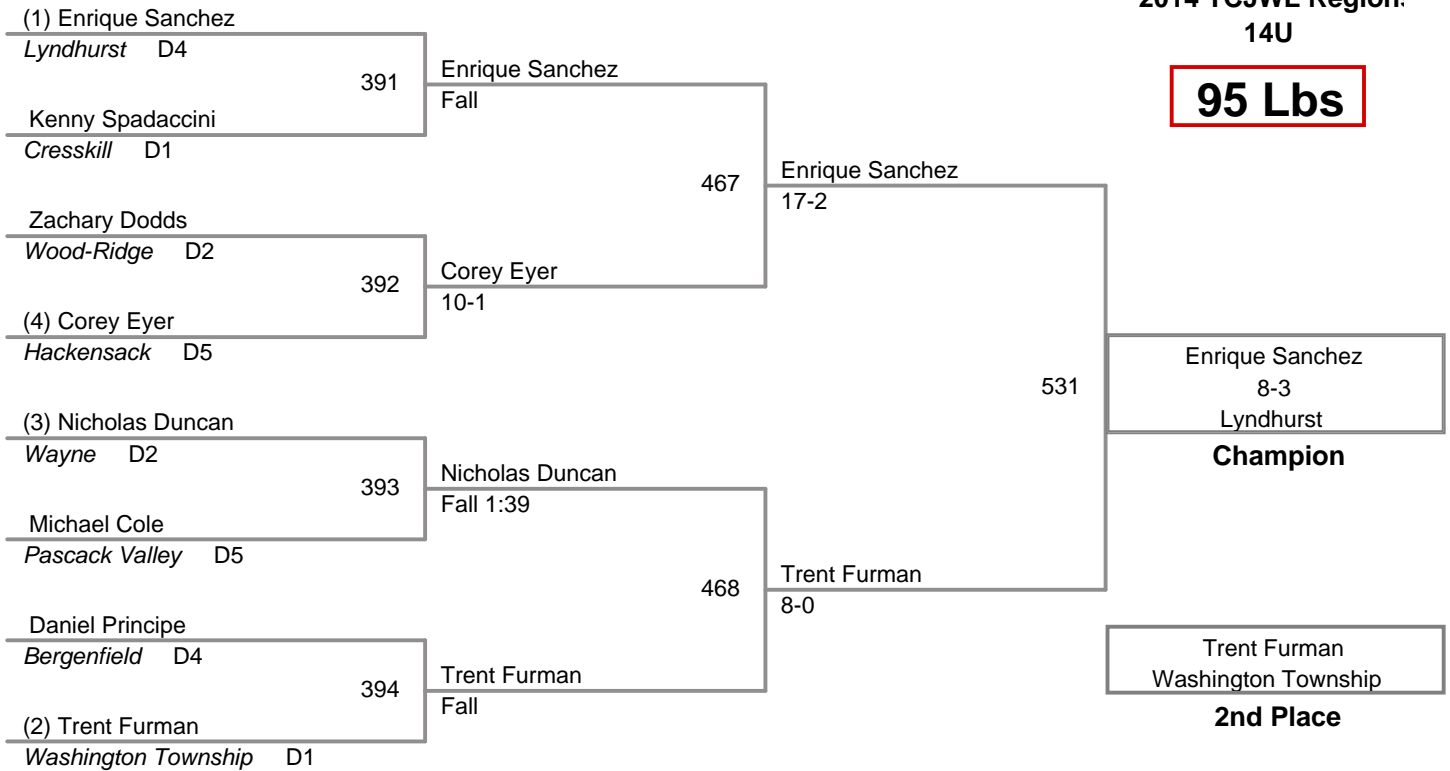 2014 TCJWL
14U
95 Lbs
(1) Enrique Sanchez
Lyndhurst D4
391
Kenny Spadaccini
Cresskill D1
Enrique Sanchez
Fall
467
Zachary Dodds
Wood-Ridge D2
392
(4) Corey Eyer
Hackensack D5
Corey Eyer
10-1
Enrique Sanchez
17-2
531
(3) Nicholas Duncan
Wayne D2
393
Michael Cole
Pascack Valley D5
Nicholas Duncan
Fall 1:39
468
Daniel Principe
Bergenfield D4
394
(2) Trent Furman
Washington Township D1
Trent Furman
Fall
Trent Furman
8-0
Enrique Sanchez
8-3
Lyndhurst
Champion
Trent Furman
Washington Township
2nd Place